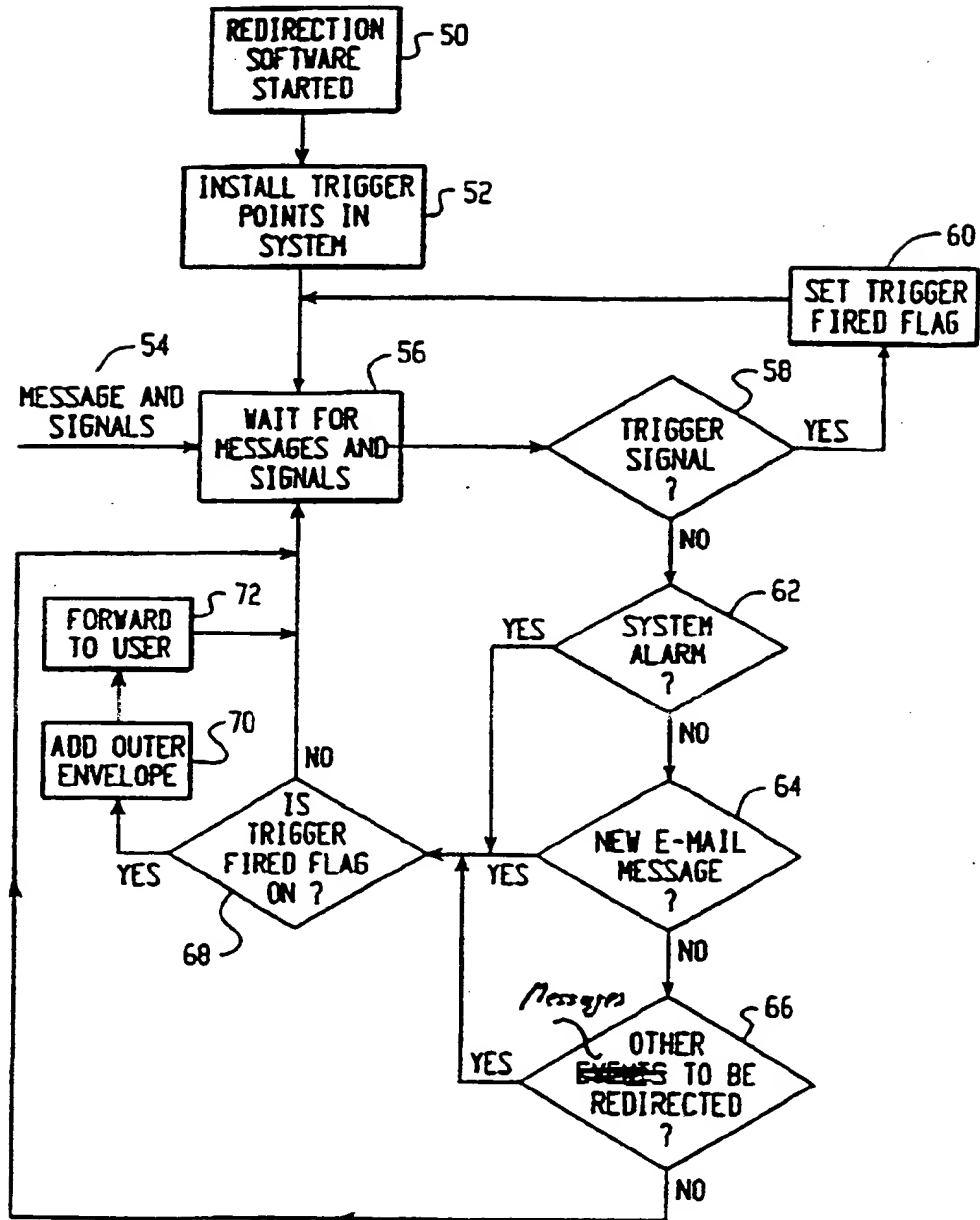 REDIRECTION
SOFTWARE
STARTED
50
INSTALL TRIGGER
POINTS IN
SYSTEM
52
60
SET TRIGGER
FIRED FLAG
54
MESSAGE AND
SIGNALS
56
WAIT FOR
MESSAGES AND
SIGNALS
58
TRIGGER
SIGNAL
?
YES
NO
62
SYSTEM
ALARM
?
YES
NO
72
FORWARD
TO USER
70
ADD OUTER
ENVELOPE
NO
IS
TRIGGER
FIRED FLAG
ON ?
YES
68
64
NEW E-MAIL
MESSAGE
?
YES
NO
Messages
66
OTHER
EVENTS TO BE
REDIRECTED
?
YES
NO